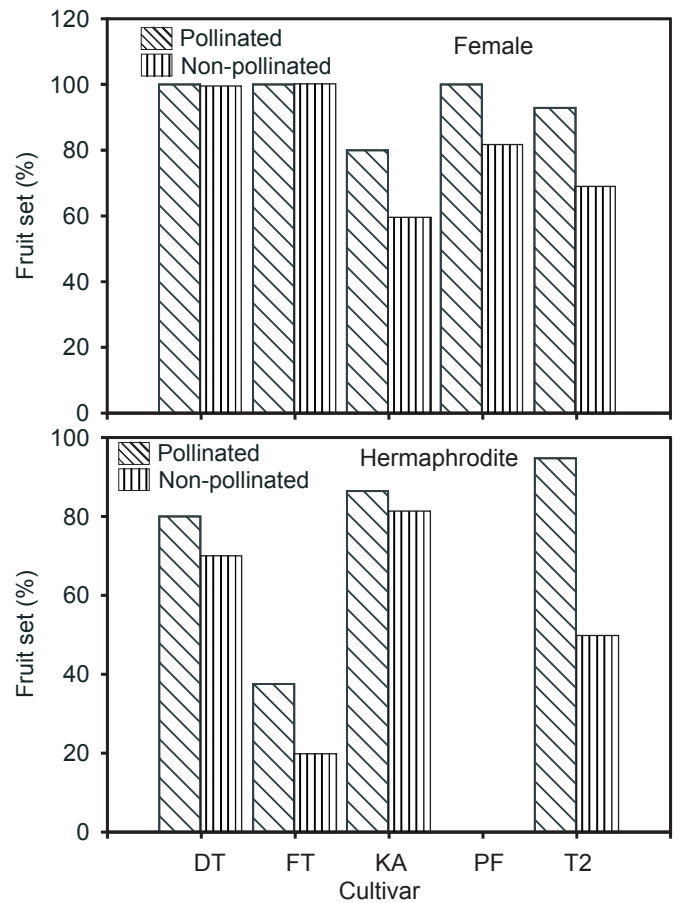 120
100
80
60
40
20
0
Fruit set (%)
Pollinated
Non-pollinated
Female
100
80
60
40
20
0
Fruit set (%)
Pollinated
Non-pollinated
Hermaphrodite
DT FT KA PF T2
Cultivar